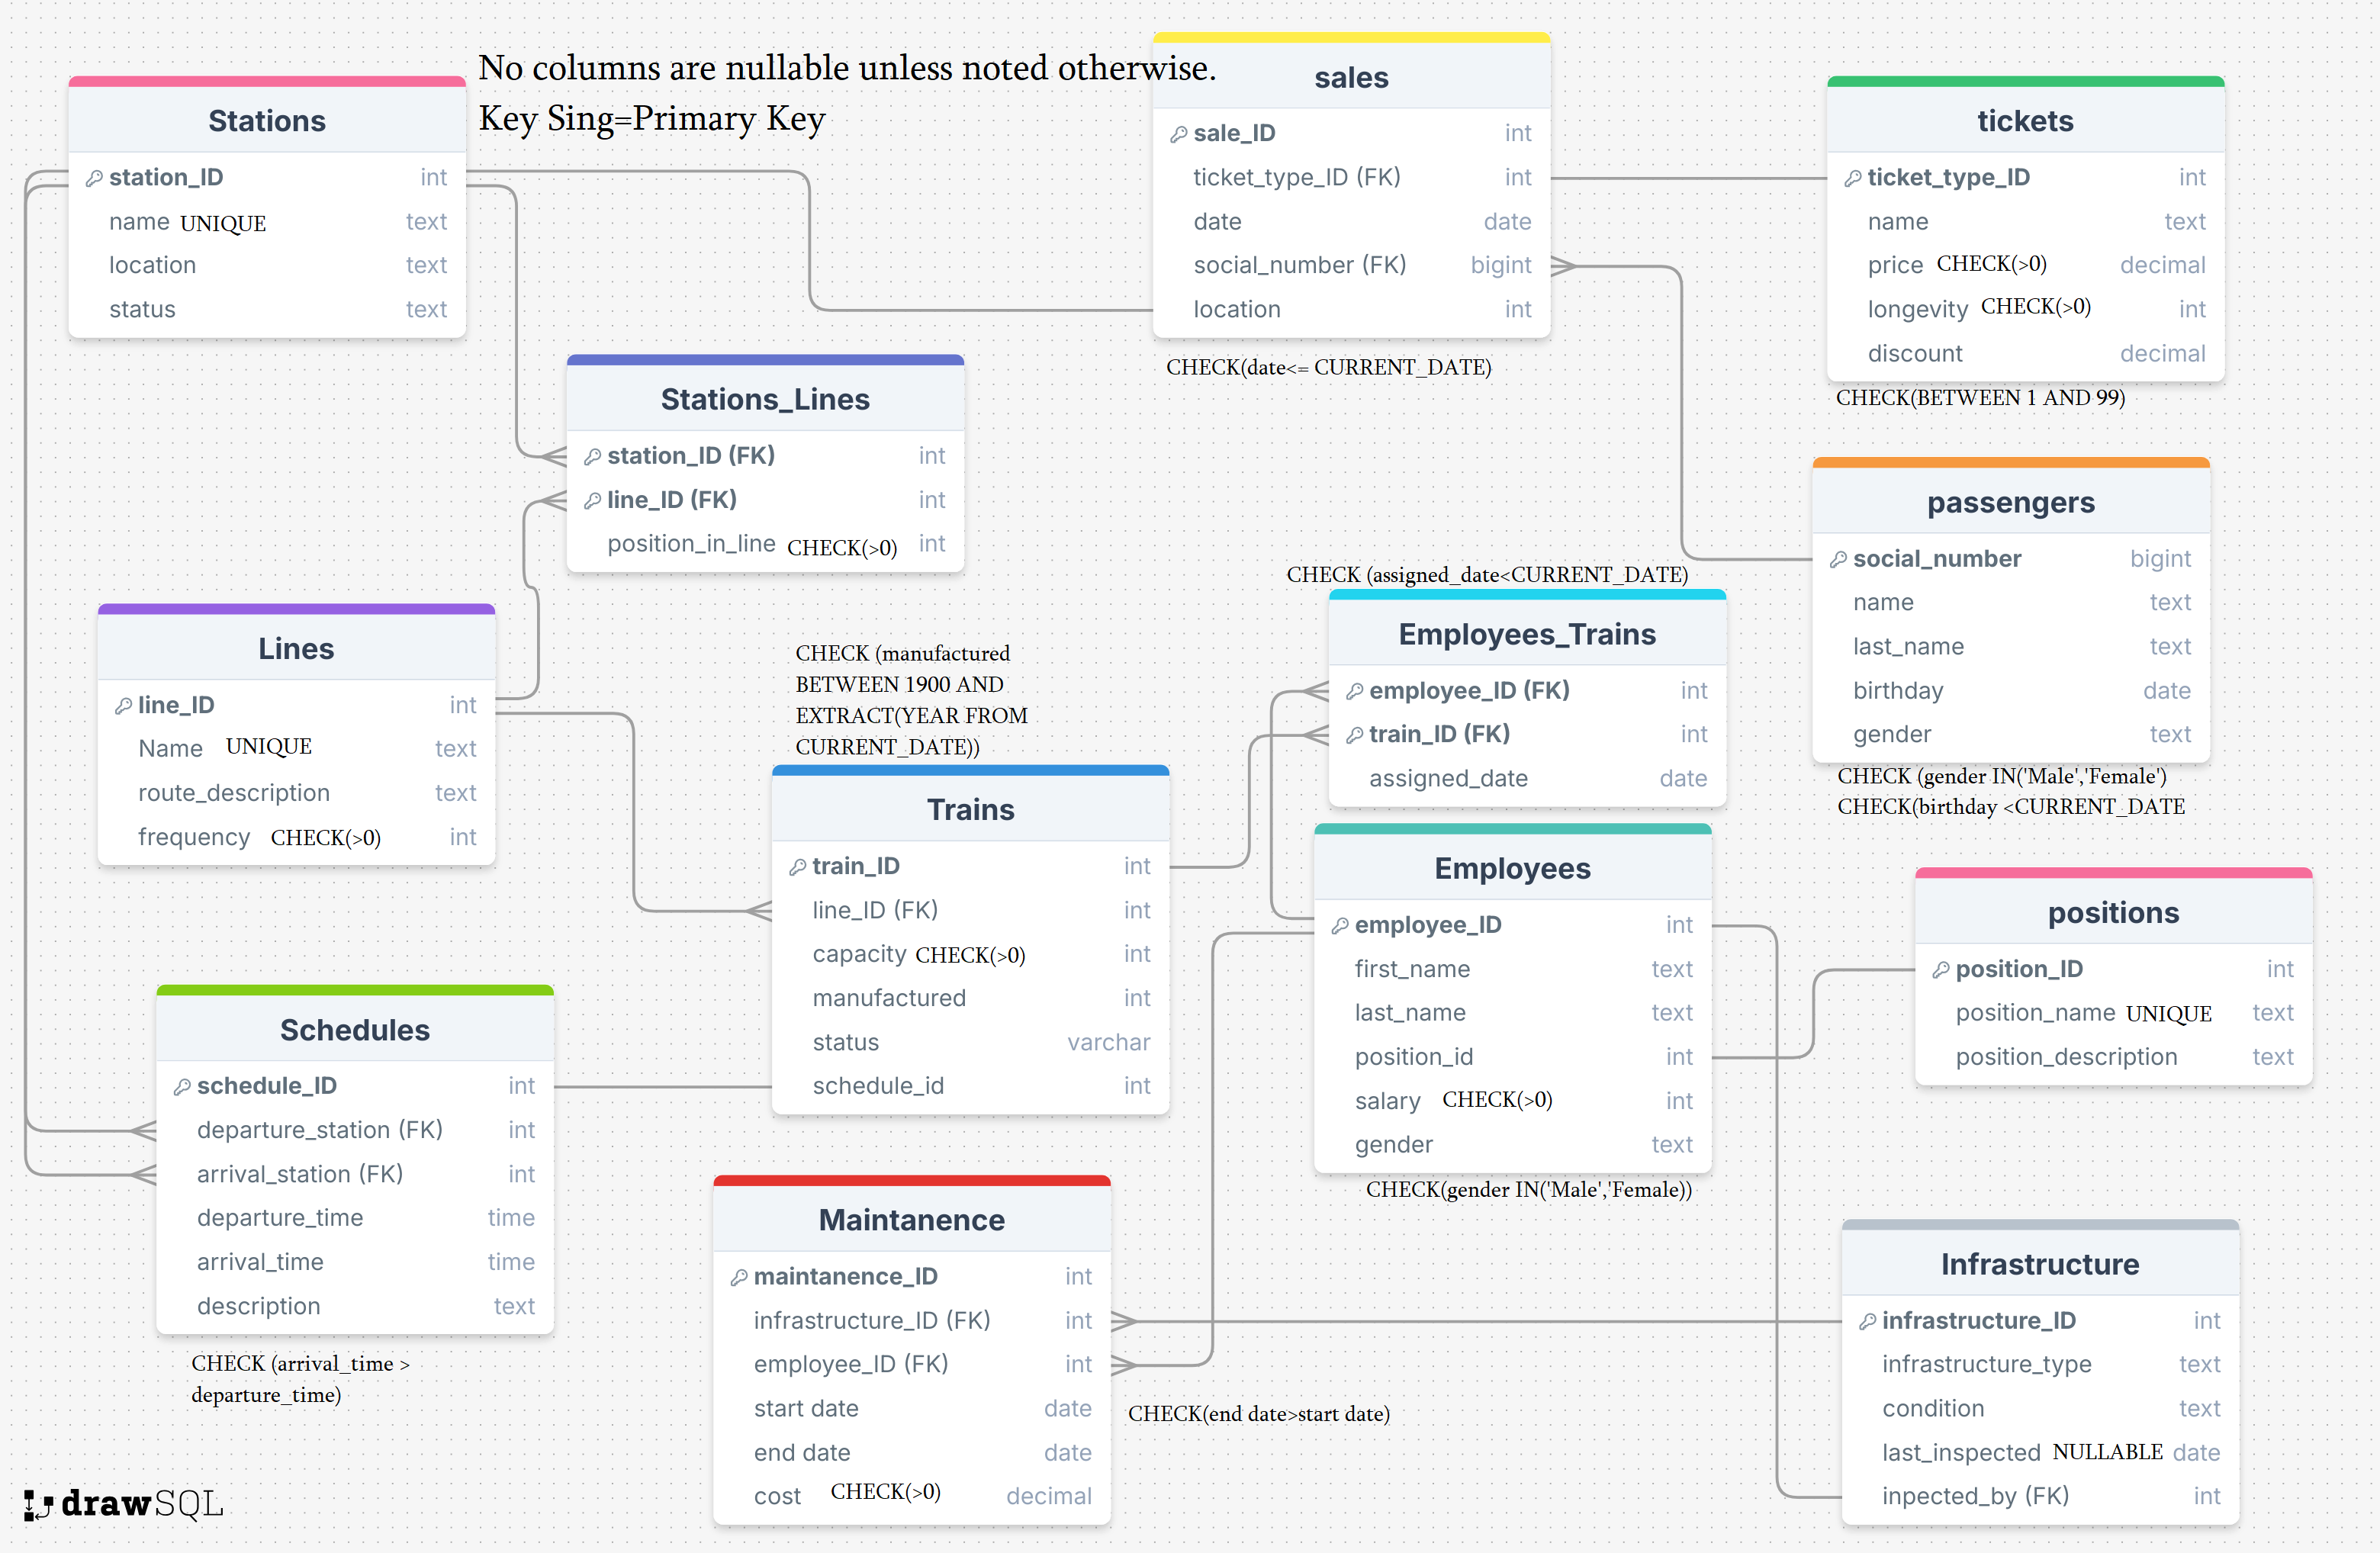 No columns are nullable unless noted otherwise.
Key Sing=Primary Key
Stations
station_ID int
name UNIQUE text
location text
status text
sales
sale_ID int
ticket_type_ID (FK) int
date date
social_number (FK) bigint
location int
CHECK(date<= CURRENT_DATE)
tickets
ticket_type_ID int
name text
price CHECK(>0) decimal
longevity CHECK(>0) int
discount decimal
CHECK(BETWEEN 1 AND 99)
Stations_Lines
station_ID (FK) int
line_ID (FK) int
position_in_line CHECK(>0) int
passengers
social_number bigint
name text
last_name text
birthday date
gender text
CHECK (gender IN('Male','Female')
CHECK(birthday <CURRENT_DATE
Lines
line_ID int
Name UNIQUE text
route_description text
frequency CHECK(>0) int
CHECK (manufactured
BETWEEN 1900 AND
EXTRACT(YEAR FROM
CURRENT_DATE))
Trains
train_ID int
line_ID (FK) int
capacity CHECK(>0) int
manufactured int
status varchar
schedule_id int
CHECK (assigned_date<CURRENT_DATE)
Employees_Trains
employee_ID (FK) int
train_ID (FK) int
assigned_date date
Employees
employee_ID int
first_name text
last_name text
position_id int
salary CHECK(>0) int
gender text
CHECK(gender IN('Male','Female))
positions
position_ID int
position_name UNIQUE text
position_description text
Schedules
schedule_ID int
departure_station (FK) int
arrival_station (FK) int
departure_time time
arrival_time time
description text
CHECK (arrival_time >
departure_time)
Maintanence
maintanence_ID int
infrastructure_ID (FK) int
employee_ID (FK) int
start date date
end date date
cost CHECK(>0) decimal
CHECK(end date>start date)
Infrastructure
infrastructure_ID int
infrastructure_type text
condition text
last_inspected NULLABLE date
inpected_by (FK) int
drawSQL